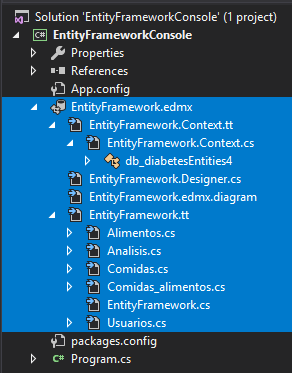 Solution 'EntityFrameworkConsole' (1 project)
C# EntityFrameworkConsole
Properties
References
App.config
EntityFramework.edmx
EntityFramework.Context.tt
EntityFramework.Context.cs
db_diabetesEntities4
EntityFramework.Designer.cs
EntityFramework.edmx.diagram
EntityFramework.tt
Alimentos.cs
Analisis.cs
Comidas.cs
Comidas_alimentos.cs
EntityFramework.cs
Usuarios.cs
packages.config
C# Program.cs